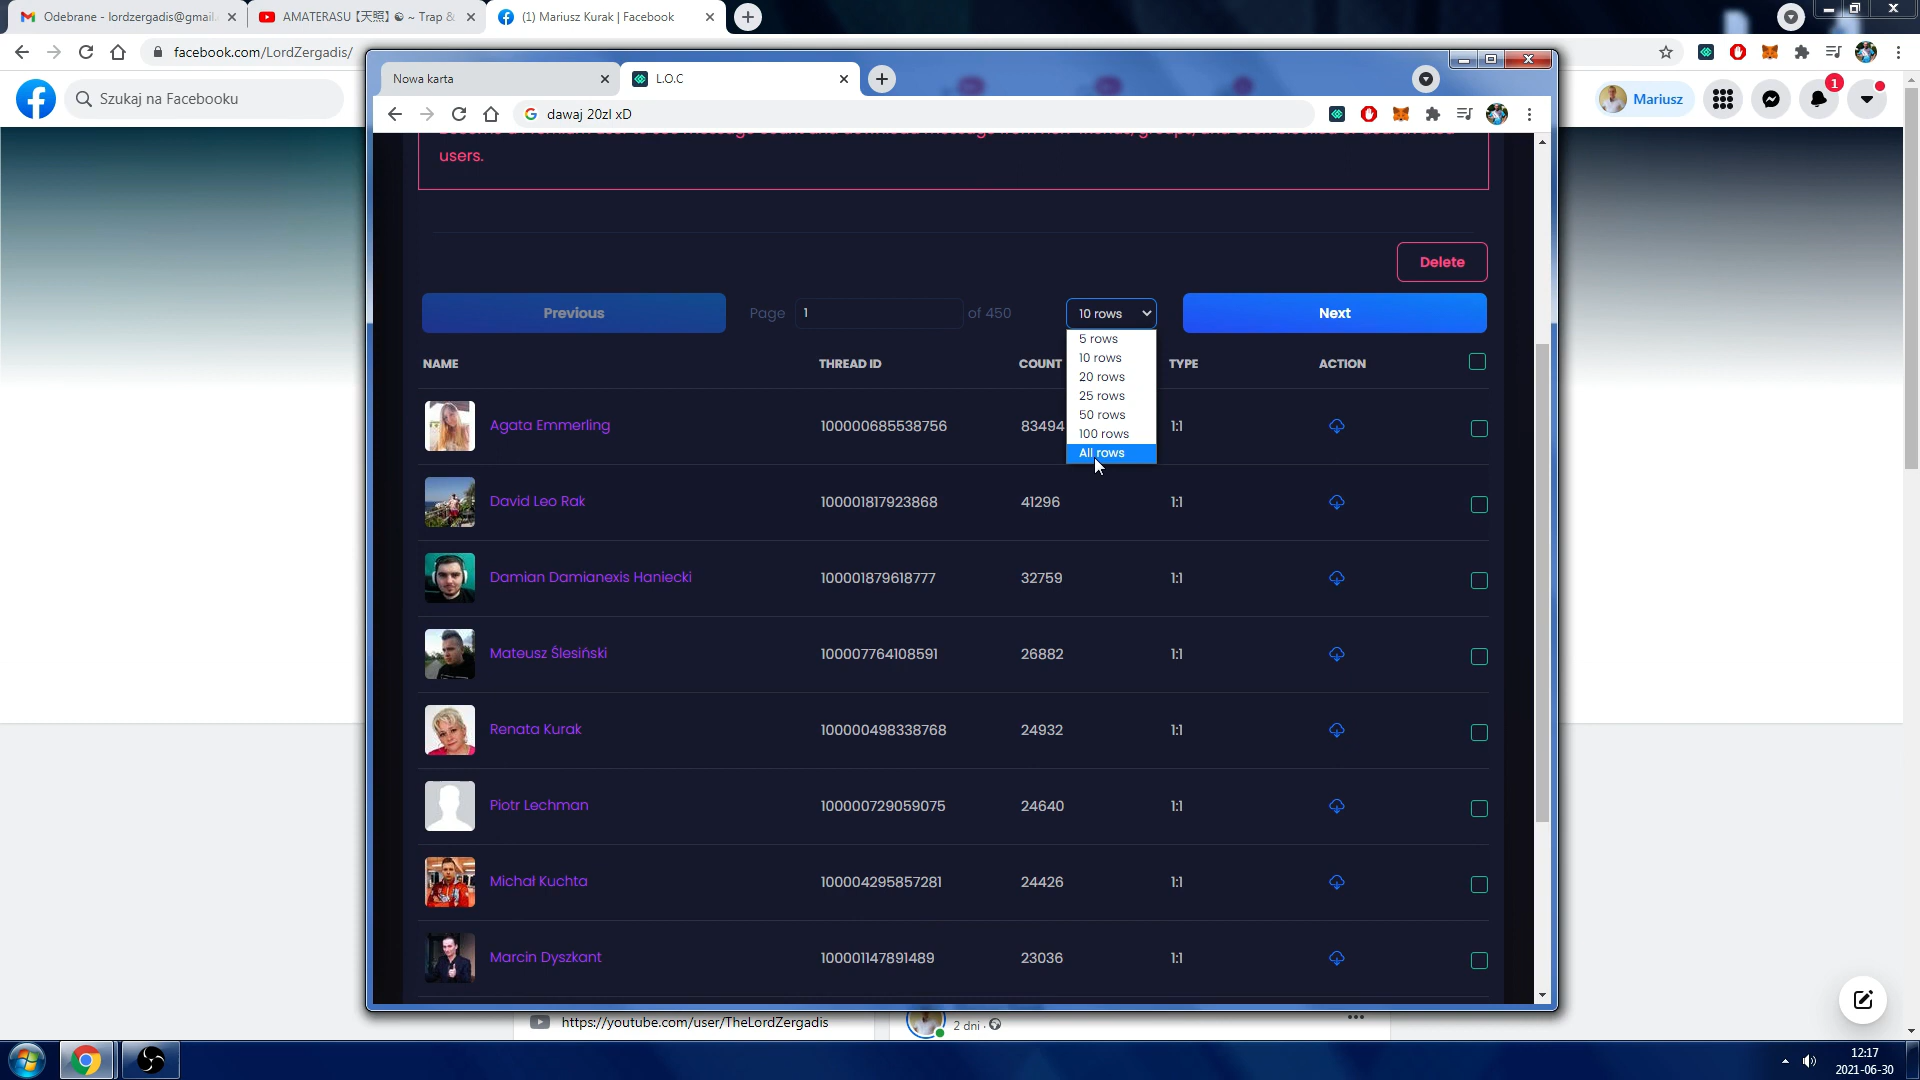 Odebrane - lordzergadis@gmail.
AMATERASU【天照】☯ ~ Trap &
(1) Mariusz Kurak | Facebook
facebook.com/LordZergadis/
Szukaj na Facebooku
Mariusz
1
Nowa karta
L.O.C
dawaj 20zl xD
users.
Delete
Previous
Page 1 of 450
10 rows
Next
5 rows
10 rows
20 rows
25 rows
50 rows
100 rows
All rows
NAME THREAD ID COUNT TYPE ACTION
Agata Emmerling 100000685538756 83494 1:1
David Leo Rak 100001817923868 41296 1:1
Damian Damianexis Haniecki 100001879618777 32759 1:1
Mateusz Ślesiński 100007764108591 26882 1:1
Renata Kurak 100000498338768 24932 1:1
Piotr Lechman 100000729059075 24640 1:1
Michał Kuchta 100004295857281 24426 1:1
Marcin Dyszkant 100001147891489 23036 1:1
https://youtube.com/user/TheLordZergadis
2 dni ·
12:17
2021-06-30